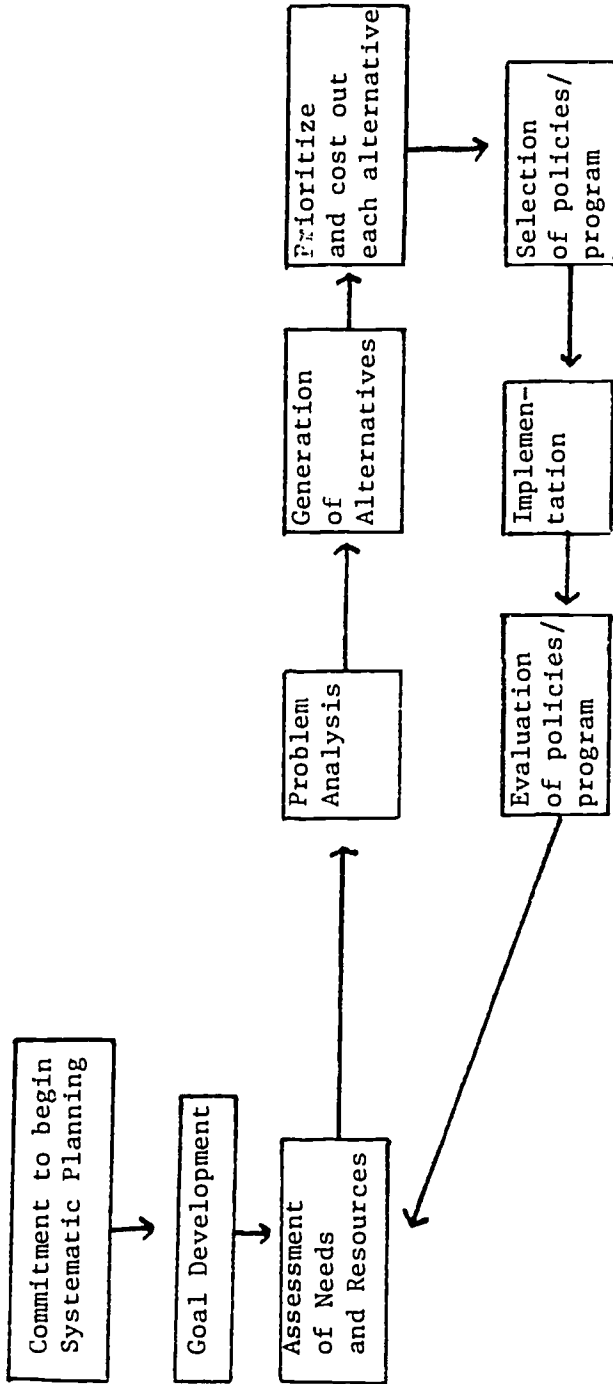 Commitment to begin
Systematic Planning
Goal Development
Assessment
of Needs
and Resources
Problem
Analysis
Generation
of
Alternatives
Prioritize
and cost out
each alternative
Selection
of policies/
program
Implemen-
tation
Evaluation
of policies/
program